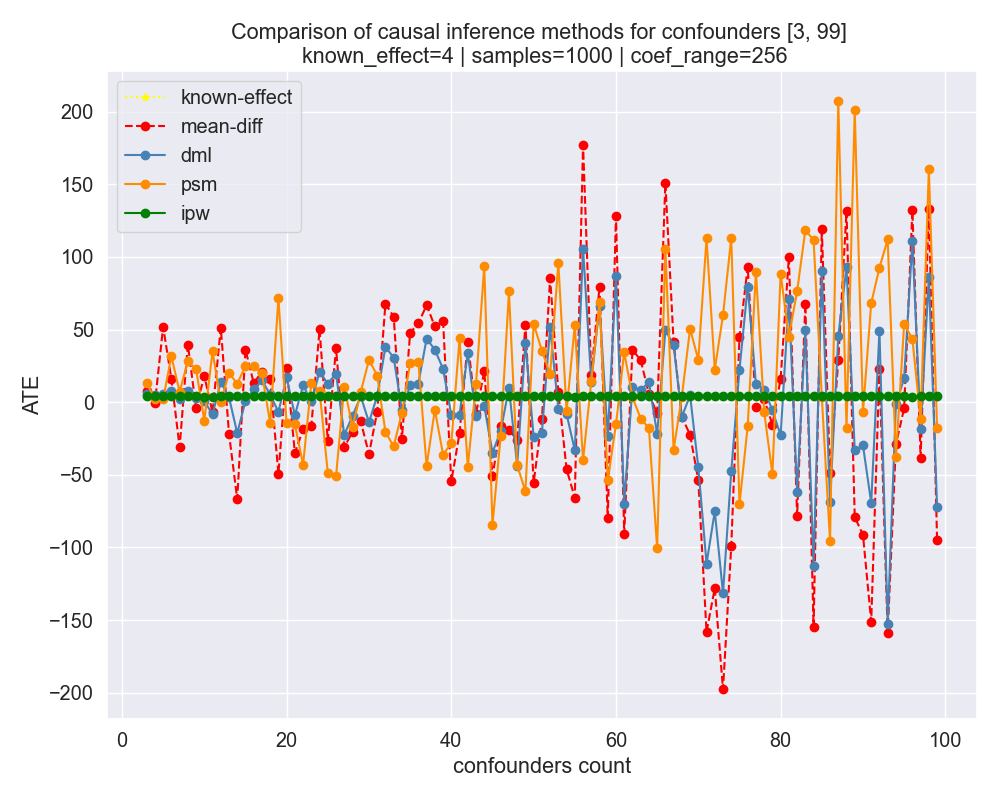 Comparison of causal inference methods for confounders [3, 99]
known_effect=4 | samples=1000 | coef_range=256
known-effect
mean-diff
dml
psm
ipw
200
150
100
50
0
−50
−100
−150
−200
ATE
0 20 40 60 80 100
confounders count